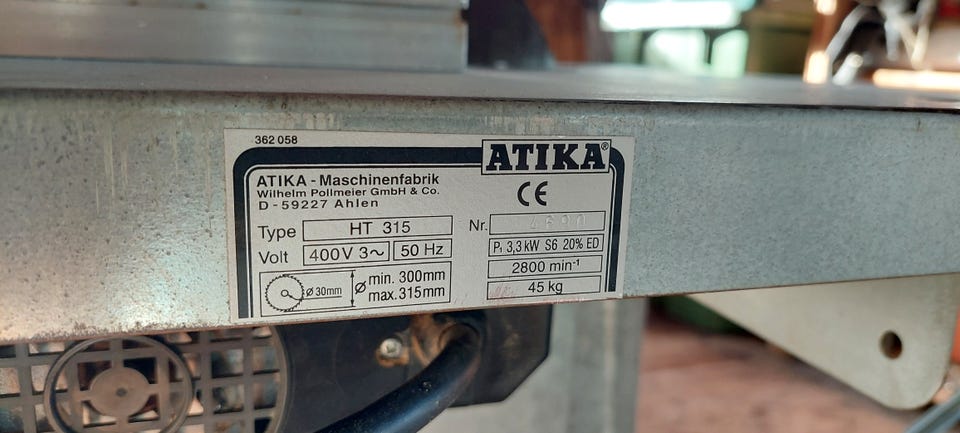 362 058
ATIKA®
ATIKA - Maschinenfabrik
Wilhelm Pollmeier GmbH & Co.
D - 59227 Ahlen
CE
Type HT 315
Nr. 4690
Volt 400V 3~ 50 Hz
P₁ 3,3 kW S6 20% ED
2800 min⁻¹
45 kg
Ø 30mm
Ø min. 300mm
max. 315mm